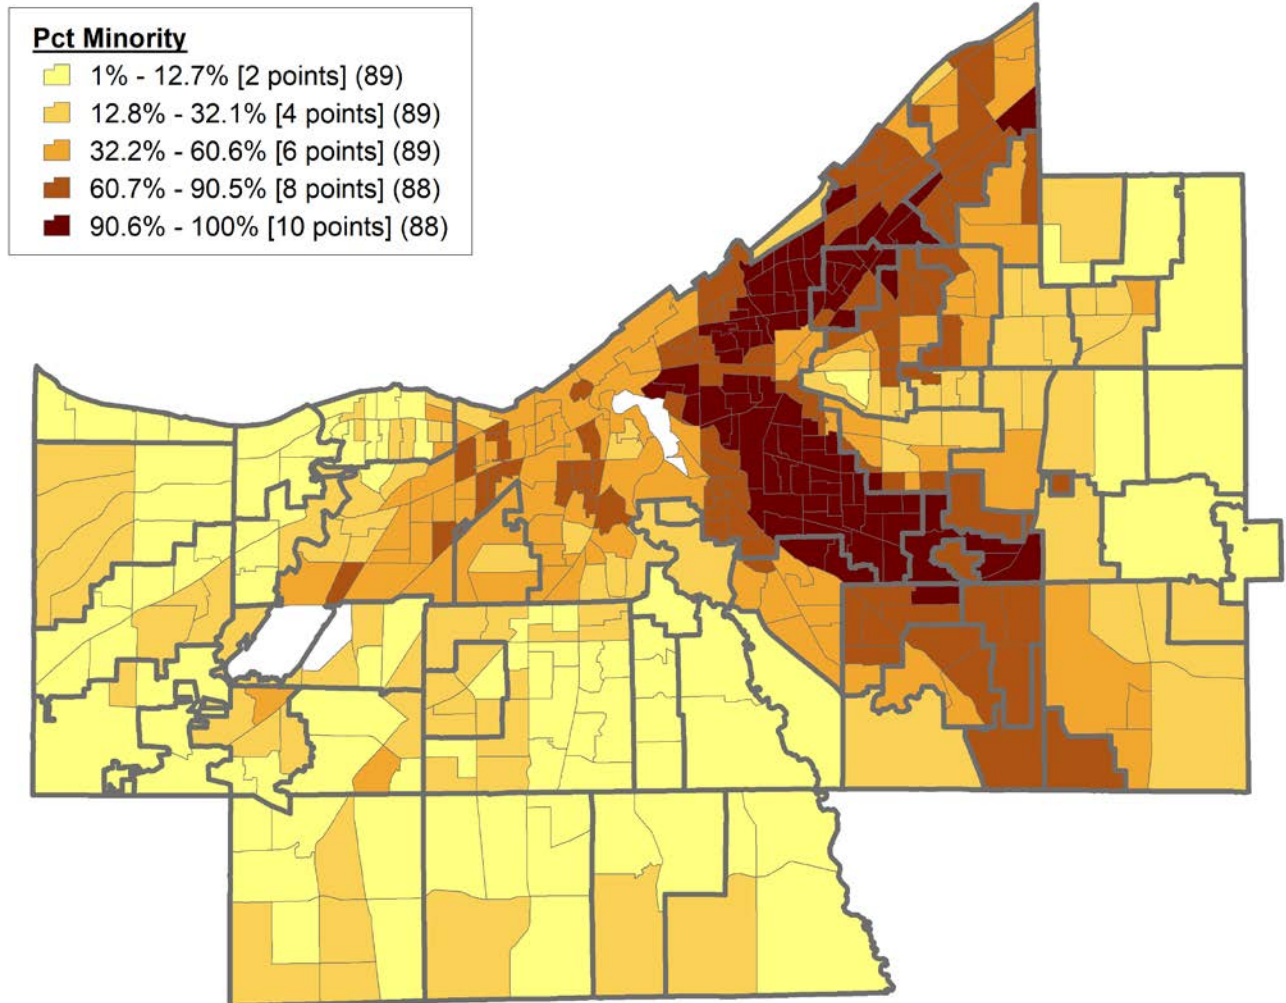 Pct Minority
1% - 12.7% [2 points] (89)
12.8% - 32.1% [4 points] (89)
32.2% - 60.6% [6 points] (89)
60.7% - 90.5% [8 points] (88)
90.6% - 100% [10 points] (88)